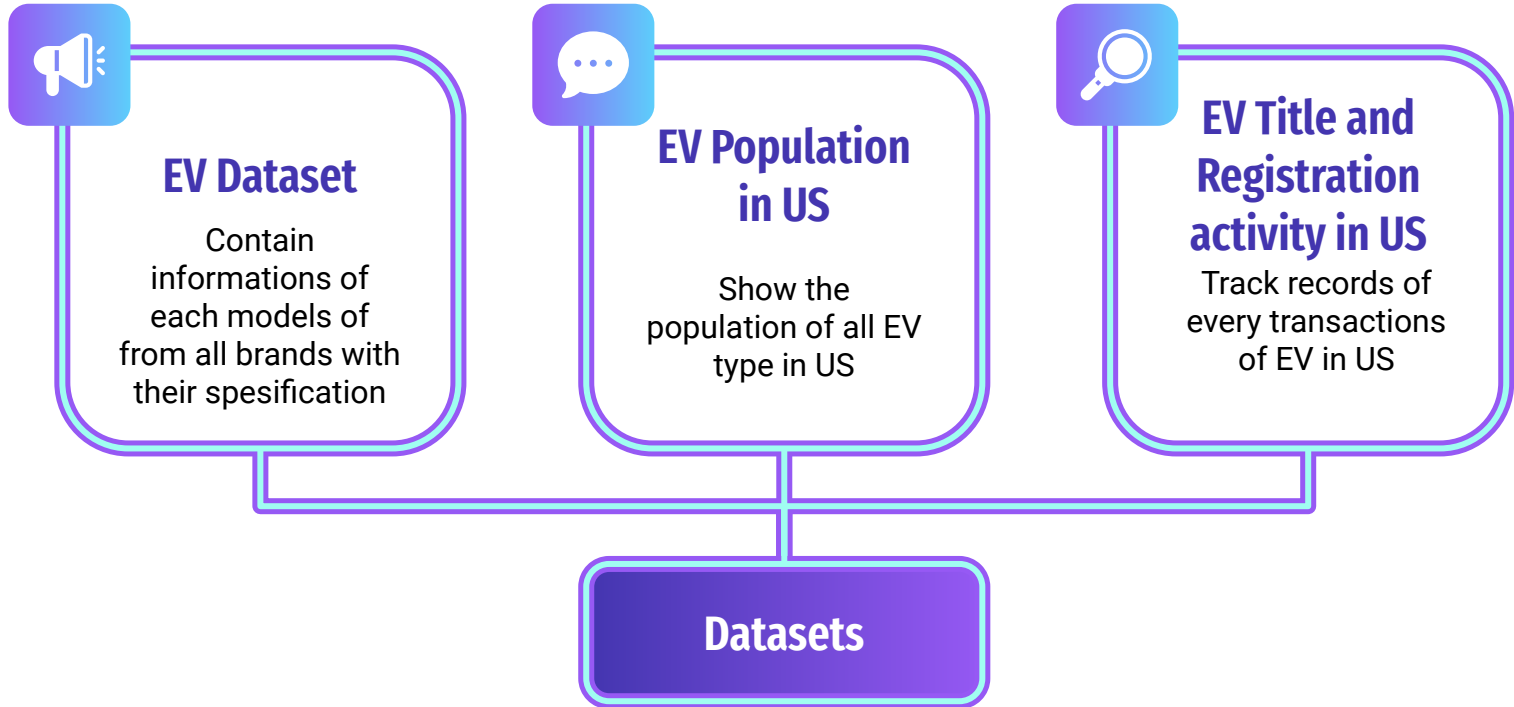 EV Dataset
Contain
informations of
each models of
from all brands with
their spesification
EV Population
in US
Show the
population of all EV
type in US
EV Title and
Registration
activity in US
Track records of
every transactions
of EV in US
Datasets